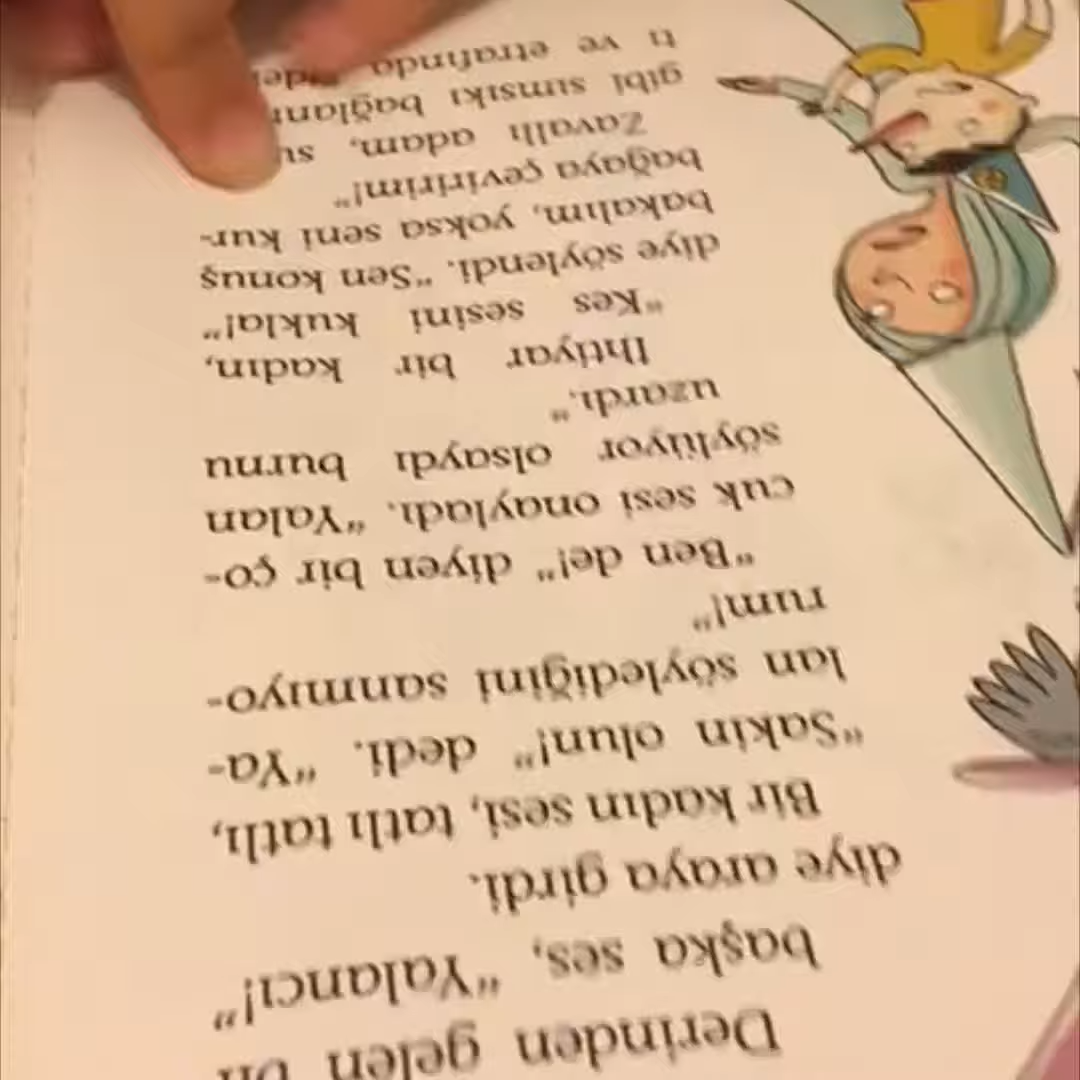 Derinden gelen
başka ses, "Yalancı!"
diye araya girdi.
Bir kadın sesi, tatlı tatlı,
"Sakin olun!" dedi. "Ya-
lan söylediğini sanmıyo-
rum!"
"Ben de!" diyen bir ço-
cuk sesi onayladı. "Yalan
söylüyor olsaydı burnu
uzardı."
İhtiyar bir kadın,
"Kes sesini kukla!"
diye söylendi. "Sen konuş
bakalım, yoksa seni kur-
bağaya çeviririm!"
Zavallı adam,
gibi sımsıkı
tı ve etrafında